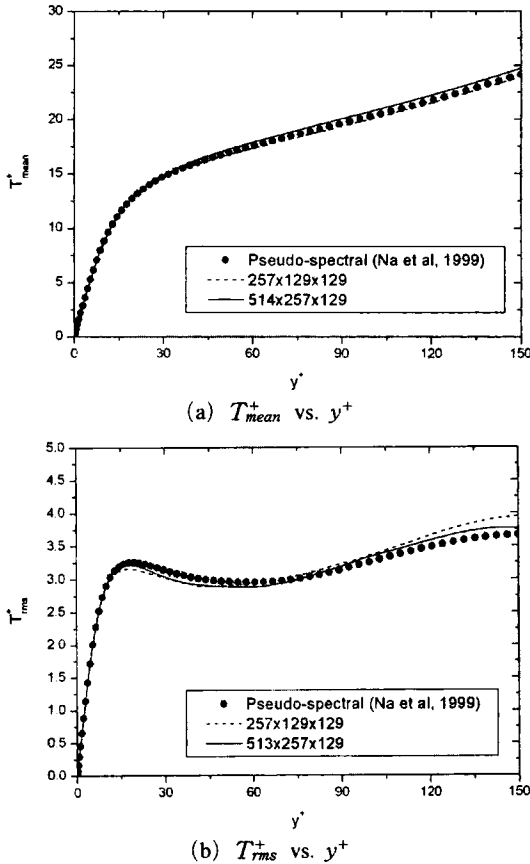 30
25
20
15
10
5
0
T⁺mean
Pseudo-spectral (Na et al, 1999)
257x129x129
514x257x129
0 30 60 90 120 150
y⁺
(a) T⁺mean vs. y⁺
5.0
4.5
4.0
3.5
3.0
2.5
2.0
1.5
1.0
0.5
0.0
T⁺rms
Pseudo-spectral (Na et al, 1999)
257x129x129
513x257x129
0 30 60 90 120 150
y⁺
(b) T⁺rms vs. y⁺